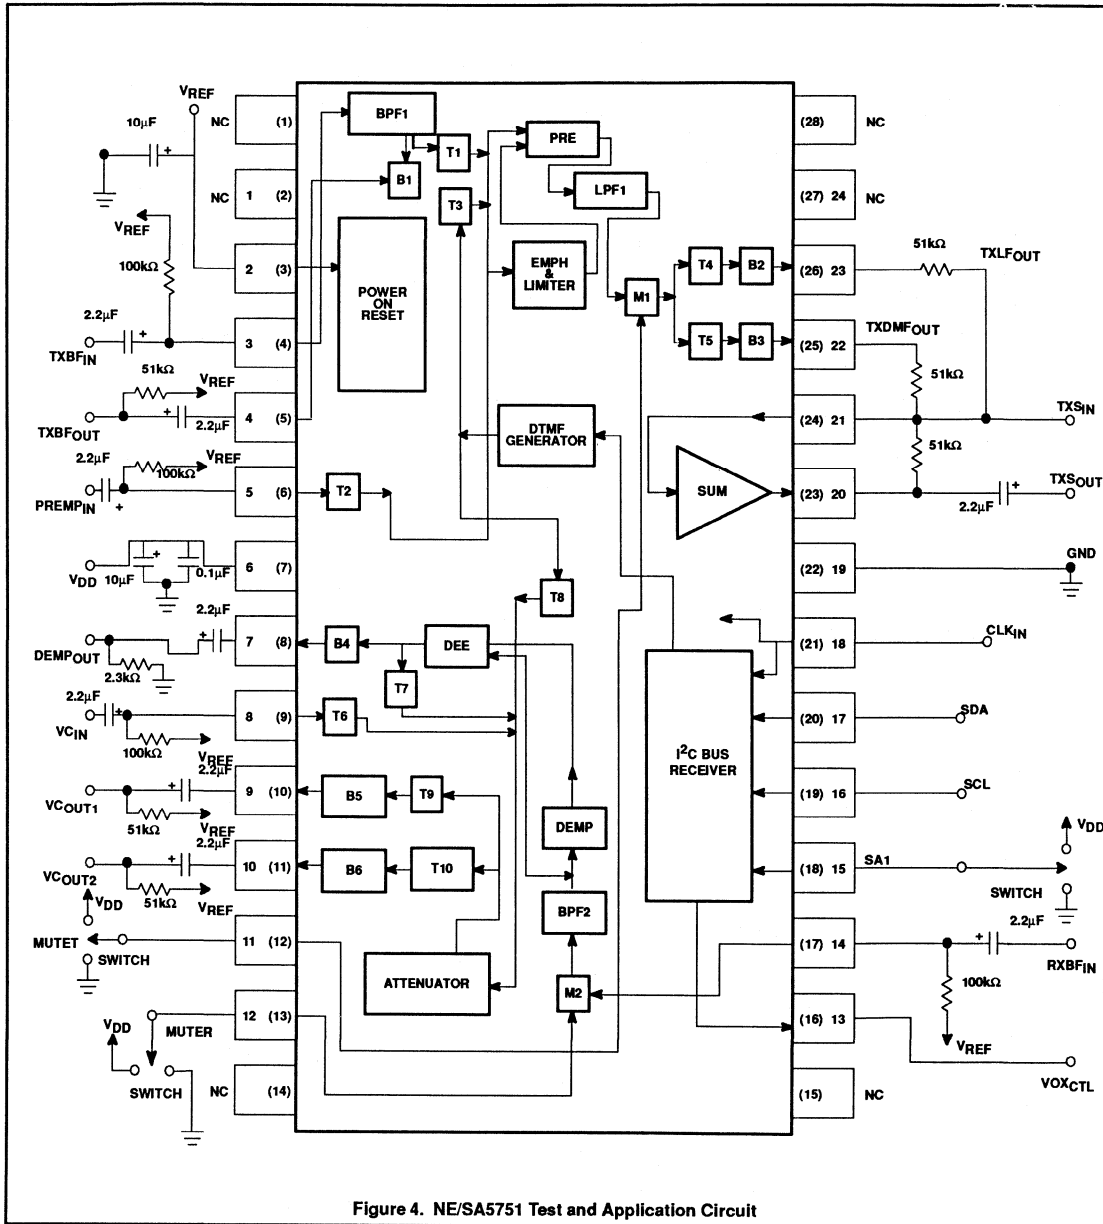 VREF
10µF
NC
(1)
NC
1 (2)
VREF
100kΩ
2 (3)
2.2µF
TXBFIN
3 (4)
51kΩ
VREF
TXBFOUT
2.2µF
4 (5)
2.2µF
VREF
100kΩ
PREMPIN
5 (6)
VDD
10µF
0.1µF
6 (7)
2.2µF
DEMPOUT
2.3kΩ
7 (8)
2.2µF
VCIN
100kΩ
VREF
8 (9)
2.2µF
VCOUT1
51kΩ
VREF
9 (10)
2.2µF
VCOUT2
51kΩ
VREF
10 (11)
VDD
MUTET
SWITCH
11 (12)
VDD
MUTER
SWITCH
12 (13)
NC
(14)
BPF1
T1
B1
T3
PRE
LPF1
POWER
ON
RESET
EMPH
&
LIMITER
M1
T4
B2
T5
B3
DTMF
GENERATOR
T2
SUM
T8
B4
DEE
T7
T6
I2C BUS
RECEIVER
B5
T9
DEMP
B6
T10
BPF2
ATTENUATOR
M2
(28)
NC
(27) 24
NC
(26) 23
51kΩ
TXLFOUT
(25) 22
TXDMFOUT
51kΩ
(24) 21
TXSIN
51kΩ
(23) 20
2.2µF
TXSOUT
(22) 19
GND
(21) 18
CLKIN
(20) 17
SDA
(19) 16
SCL
(18) 15
SA1
VDD
SWITCH
(17) 14
2.2µF
RXBFIN
100kΩ
VREF
(16) 13
VOXCTL
(15)
NC
Figure 4. NE/SA5751 Test and Application Circuit